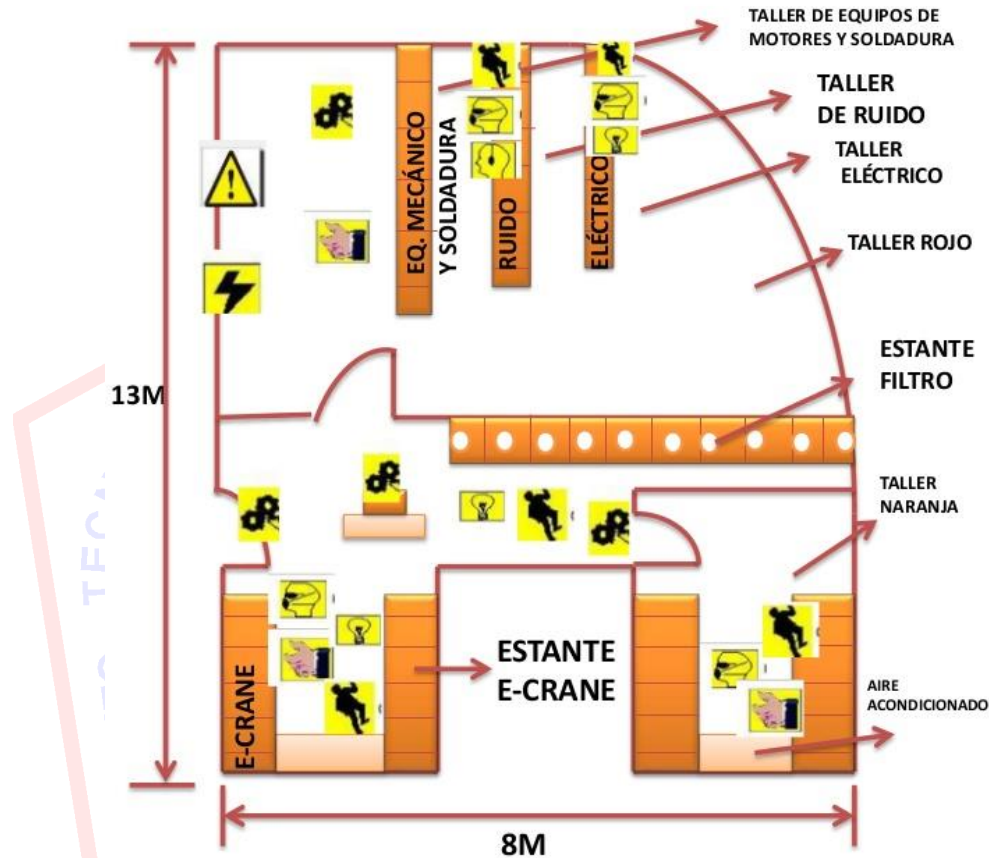 TALLER DE EQUIPOS DE
MOTORES Y SOLDADURA
TALLER
DE RUIDO
TALLER
ELÉCTRICO
TALLER ROJO
ESTANTE
FILTRO
TALLER
NARANJA
AIRE
ACONDICIONADO
EQ. MECÁNICO
Y SOLDADURA
RUIDO
ELÉCTRICO
13M
E-CRANE
ESTANTE
E-CRANE
8M